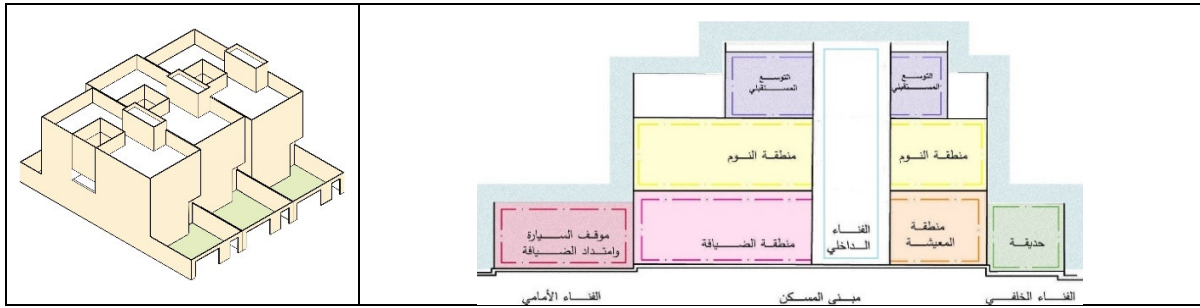 التوسع
المستقبلي
التوسع
المستقبلي
منطقة النوم
منطقة النوم
موقف السيارة
وامتداد الضيافة
منطقة الضيافة
الفناء
الداخلي
منطقة
المعيشة
حديقة
الفناء الأمامي
مبنى المسكن
الفناء الخلفي